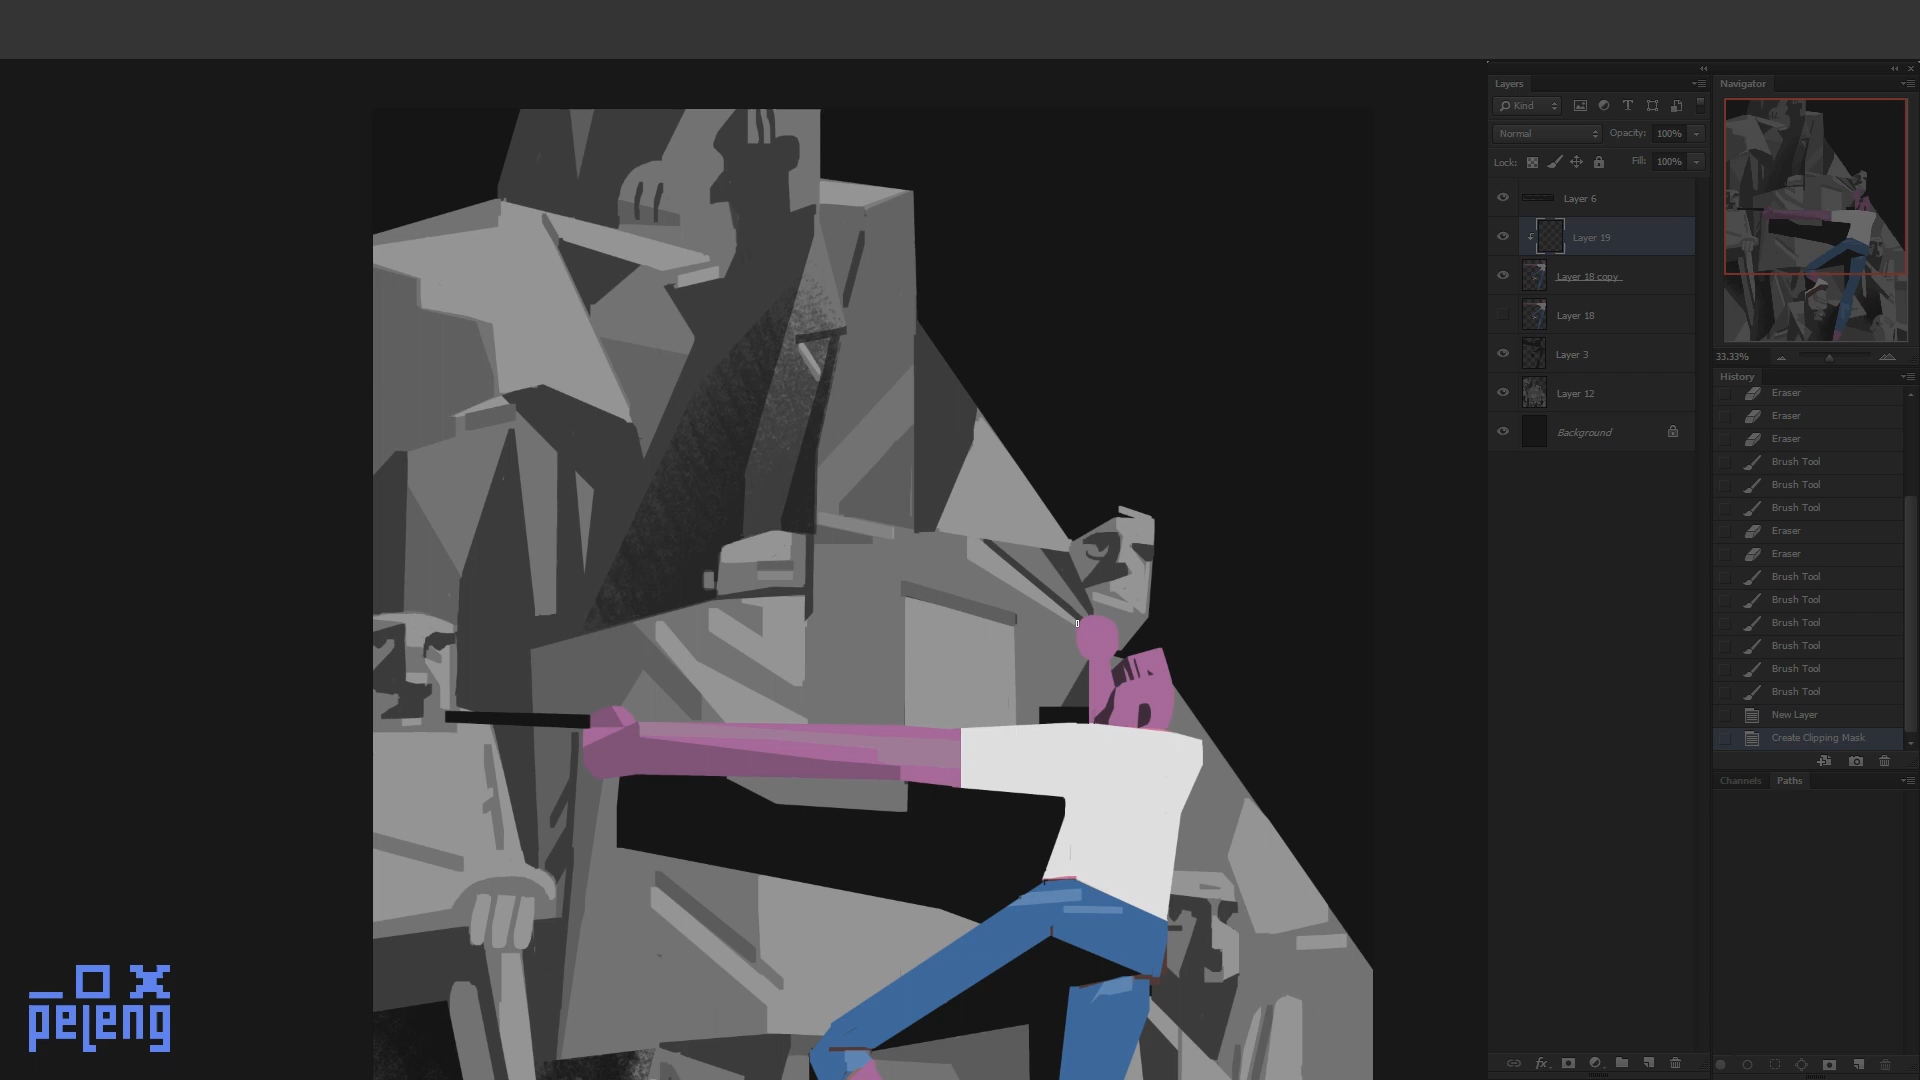 Layers
Kind
Normal
Opacity: 100%
Lock:
Fill: 100%
Layer 6
Layer 19
Layer 18 copy
Layer 18
Layer 3
Layer 12
Background
fx
Navigator
33.33%
History
Eraser
Eraser
Eraser
Brush Tool
Brush Tool
Brush Tool
Eraser
Eraser
Brush Tool
Brush Tool
Brush Tool
Brush Tool
Brush Tool
Brush Tool
New Layer
Create Clipping Mask
Channels
Paths
peleng